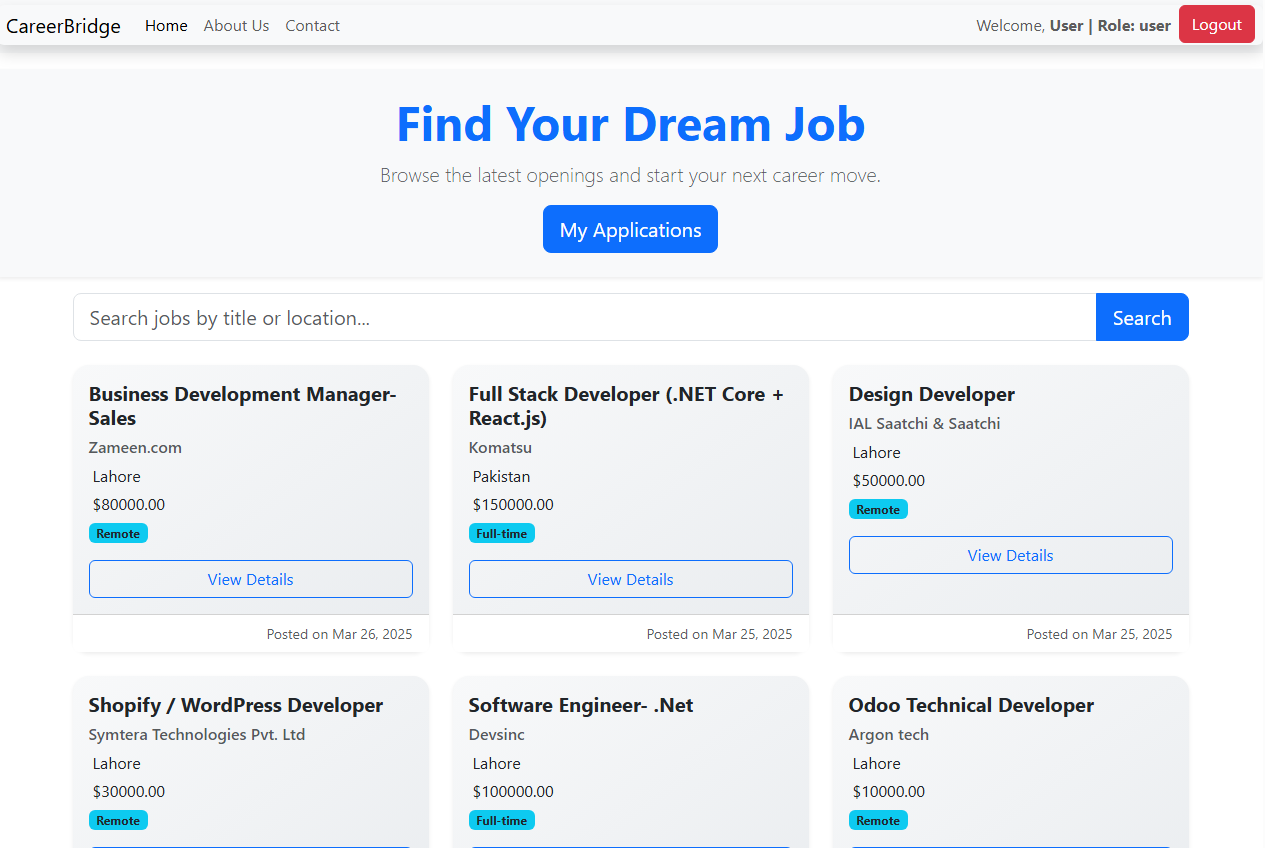 CareerBridge Home About Us Contact Welcome, User | Role: user Logout
Find Your Dream Job
Browse the latest openings and start your next career move.
My Applications
Search jobs by title or location... Search
Business Development Manager-
Sales
Zameen.com
Lahore
$80000.00
Remote
View Details
Posted on Mar 26, 2025
Full Stack Developer (.NET Core +
React.js)
Komatsu
Pakistan
$150000.00
Full-time
View Details
Posted on Mar 25, 2025
Design Developer
IAL Saatchi & Saatchi
Lahore
$50000.00
Remote
View Details
Posted on Mar 25, 2025
Shopify / WordPress Developer
Symtera Technologies Pvt. Ltd
Lahore
$30000.00
Remote
Software Engineer- .Net
Devsinc
Lahore
$100000.00
Full-time
Odoo Technical Developer
Argon tech
Lahore
$10000.00
Remote